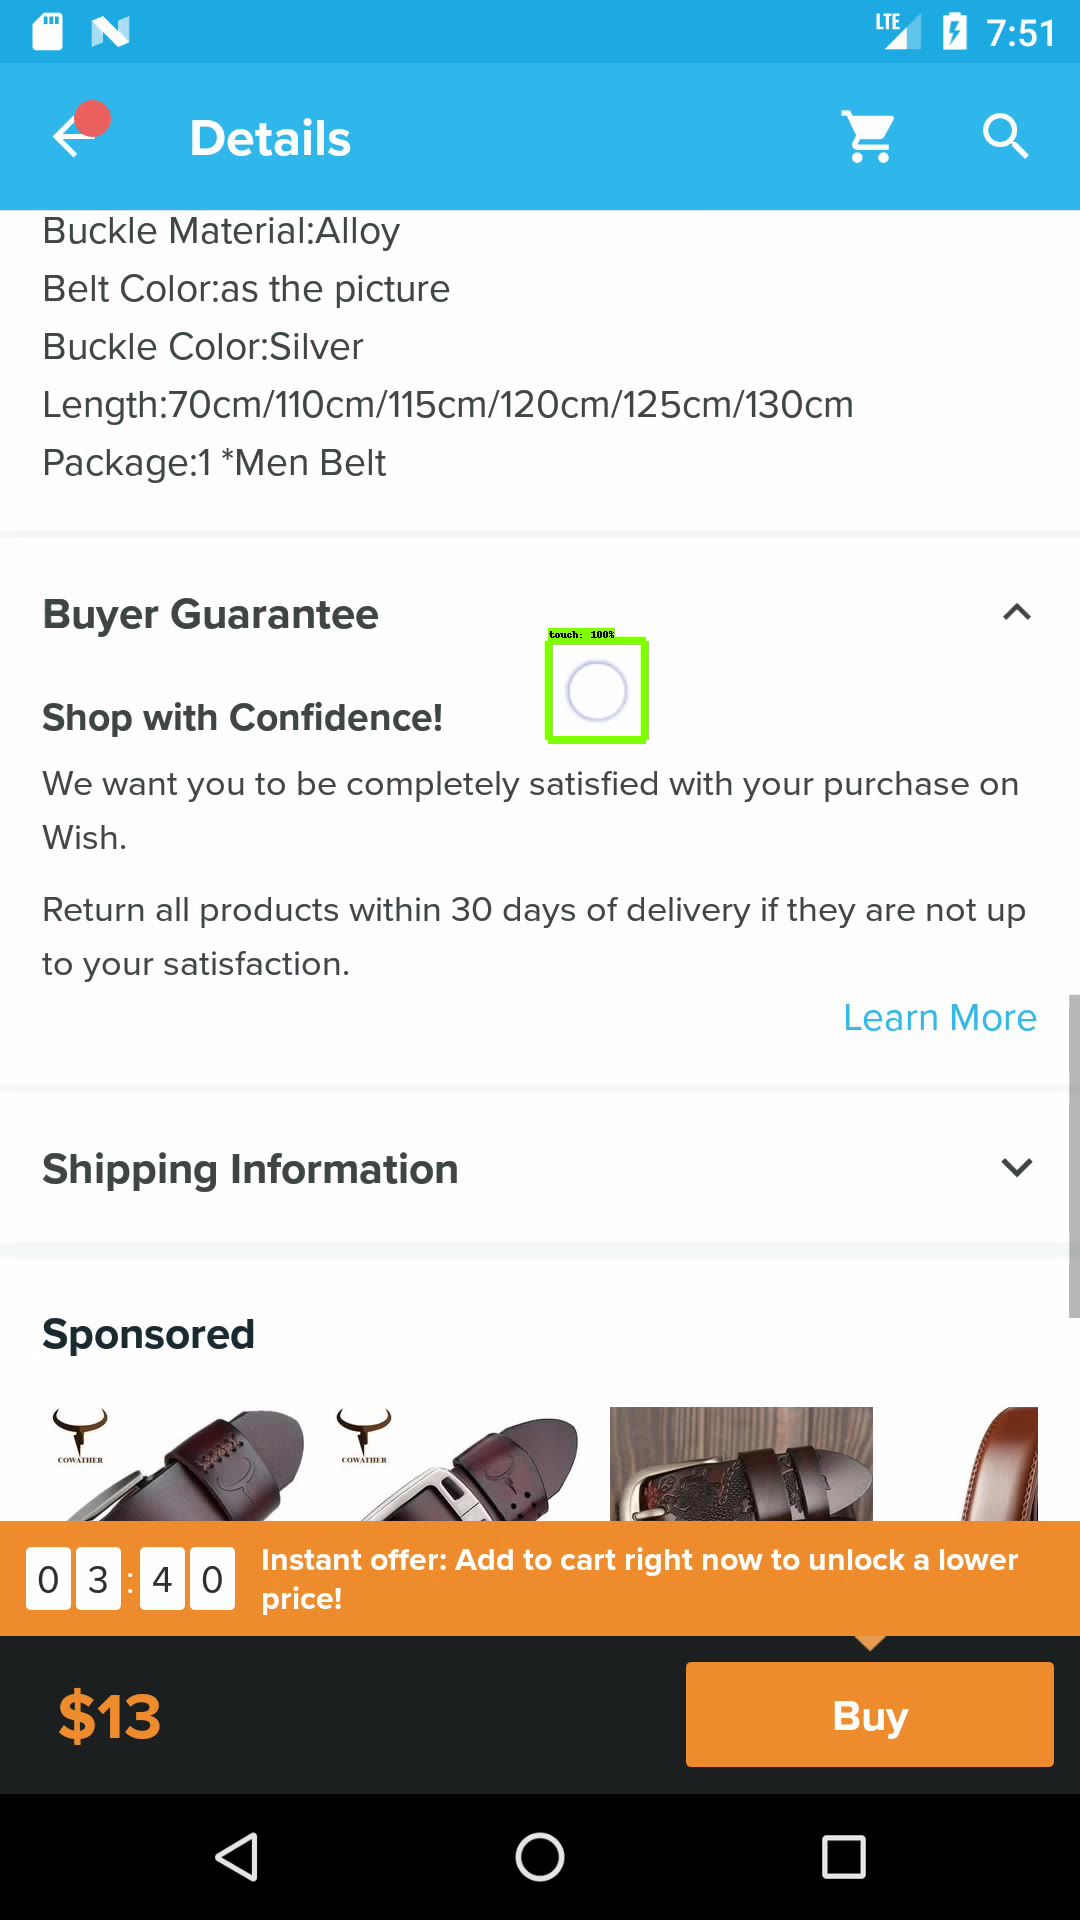 LTE 7:51
Details
Buckle Material:Alloy
Belt Color:as the picture
Buckle Color:Silver
Length:70cm/110cm/115cm/120cm/125cm/130cm
Package:1 *Men Belt
Buyer Guarantee
touch: 100%
Shop with Confidence!
We want you to be completely satisfied with your purchase on
Wish.
Return all products within 30 days of delivery if they are not up
to your satisfaction.
Learn More
Shipping Information
Sponsored
COWATHER COWATHER
03:40 Instant offer: Add to cart right now to unlock a lower
price!
$13 Buy